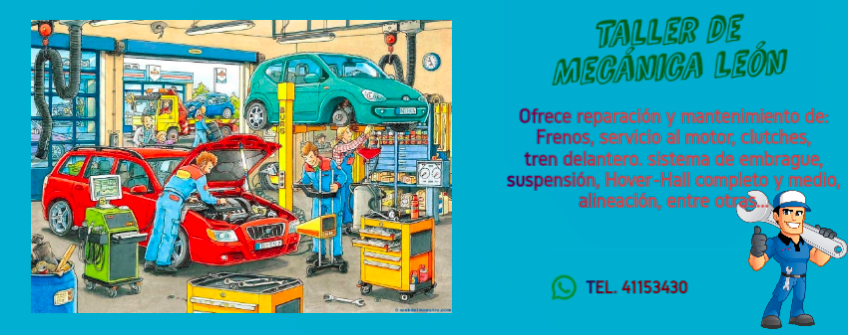 TALLER DE
MECÁNICA LEÓN
Ofrece reparación y mantenimiento de:
Frenos, servicio al motor, clutches,
tren delantero. sistema de embrague,
suspensión, Hover-Hall completo y medio,
alineación, entre otras...
TEL. 41153430